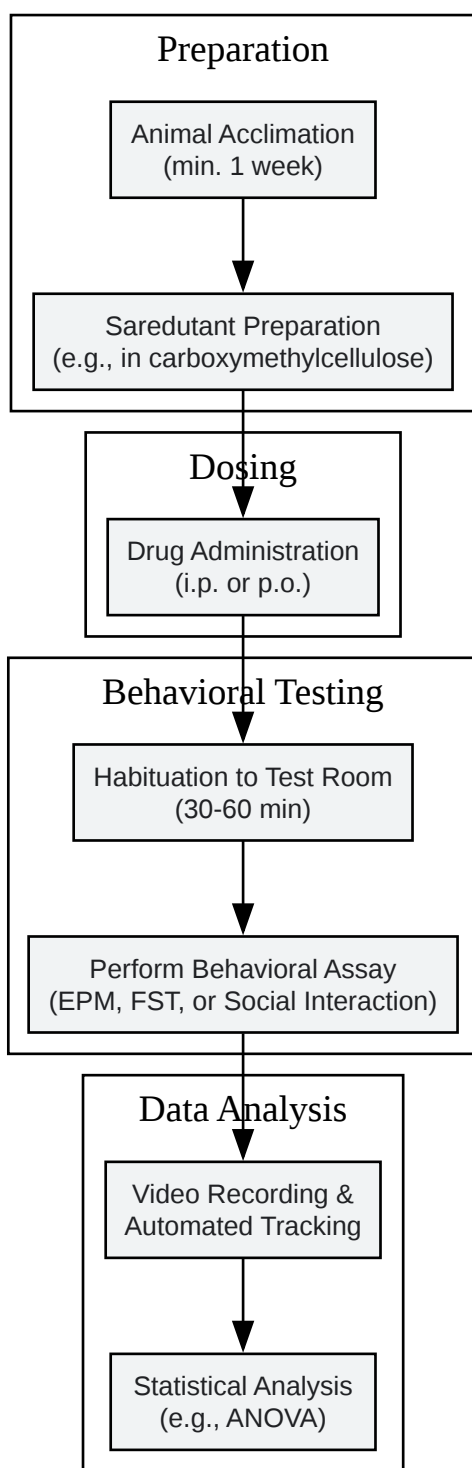 Preparation
Animal Acclimation
(min. 1 week)
Saredutant Preparation
(e.g., in carboxymethylcellulose)
Dosing
Drug Administration
(i.p. or p.o.)
Behavioral Testing
Habituation to Test Room
(30-60 min)
Perform Behavioral Assay
(EPM, FST, or Social Interaction)
Data Analysis
Video Recording &
Automated Tracking
Statistical Analysis
(e.g., ANOVA)